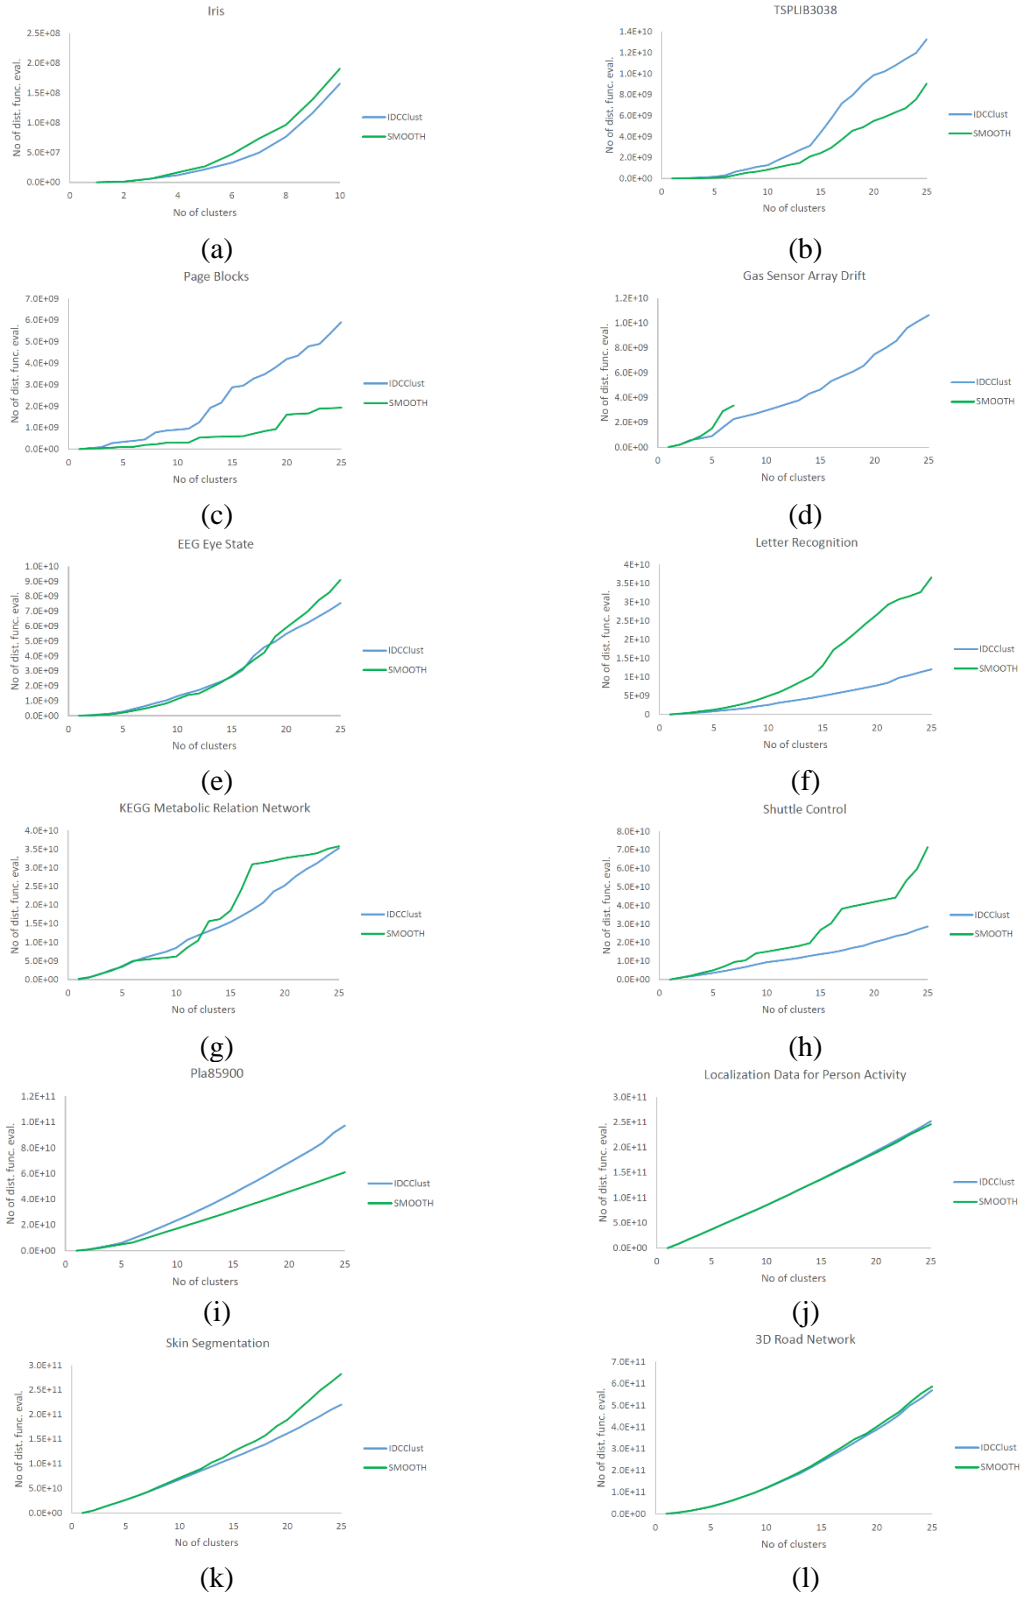 Iris
No of dist. func. eval.
2.5E+08
2.0E+08
1.5E+08
1.0E+08
5.0E+07
0.0E+00
0 2 4 6 8 10
No of clusters
IDCClust
SMOOTH
(a)
TSPLIB3038
No of dist. func. eval.
1.4E+10
1.2E+10
1.0E+10
8.0E+09
6.0E+09
4.0E+09
2.0E+09
0.0E+00
0 5 10 15 20 25
No of clusters
IDCClust
SMOOTH
(b)
Page Blocks
No of dist. func. eval.
7.0E+09
6.0E+09
5.0E+09
4.0E+09
3.0E+09
2.0E+09
1.0E+09
0.0E+00
0 5 10 15 20 25
No of clusters
IDCClust
SMOOTH
(c)
Gas Sensor Array Drift
No of dist. func. eval.
1.2E+10
1.0E+10
8.0E+09
6.0E+09
4.0E+09
2.0E+09
0.0E+00
0 5 10 15 20 25
No of clusters
IDCClust
SMOOTH
(d)
EEG Eye State
No of dist. func. eval.
1.0E+10
9.0E+09
8.0E+09
7.0E+09
6.0E+09
5.0E+09
4.0E+09
3.0E+09
2.0E+09
1.0E+09
0.0E+00
0 5 10 15 20 25
No of clusters
IDCClust
SMOOTH
(e)
Letter Recognition
No of dist. func. eval.
4E+10
3.5E+10
3E+10
2.5E+10
2E+10
1.5E+10
1E+10
5E+09
0
0 5 10 15 20 25
No of clusters
IDCClust
SMOOTH
(f)
KEGG Metabolic Relation Network
No of dist. func. eval.
4.0E+10
3.5E+10
3.0E+10
2.5E+10
2.0E+10
1.5E+10
1.0E+10
5.0E+09
0.0E+00
0 5 10 15 20 25
No of clusters
IDCClust
SMOOTH
(g)
Shuttle Control
No of dist. func. eval.
8.0E+10
7.0E+10
6.0E+10
5.0E+10
4.0E+10
3.0E+10
2.0E+10
1.0E+10
0.0E+00
0 5 10 15 20 25
No of clusters
IDCClust
SMOOTH
(h)
Pla85900
No of dist. func. eval.
1.2E+11
1.0E+11
8.0E+10
6.0E+10
4.0E+10
2.0E+10
0.0E+00
0 5 10 15 20 25
No of clusters
IDCClust
SMOOTH
(i)
Localization Data for Person Activity
No of dist. func. eval.
3.0E+11
2.5E+11
2.0E+11
1.5E+11
1.0E+11
5.0E+10
0.0E+00
0 5 10 15 20 25
No of clusters
IDCClust
SMOOTH
(j)
Skin Segmentation
No of dist. func. eval.
3.0E+11
2.5E+11
2.0E+11
1.5E+11
1.0E+11
5.0E+10
0.0E+00
0 5 10 15 20 25
No of clusters
IDCClust
SMOOTH
(k)
3D Road Network
No of dist. func. eval.
7.0E+11
6.0E+11
5.0E+11
4.0E+11
3.0E+11
2.0E+11
1.0E+11
0.0E+00
0 5 10 15 20 25
No of clusters
IDCClust
SMOOTH
(l)